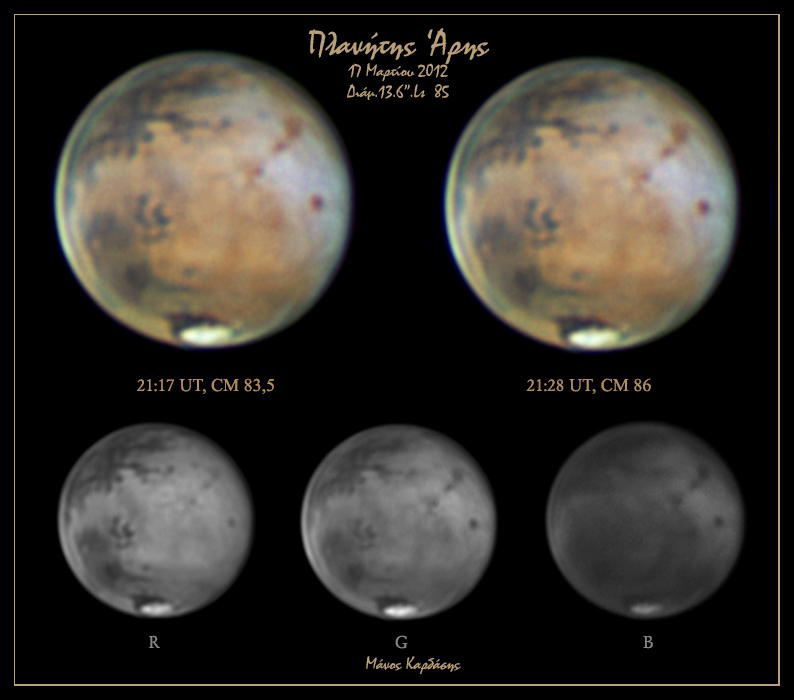 Πλανήτης Άρης
17 Μαρτίου 2012
Διάμ.13.6".Ls 85
21:17 UT, CM 83,5
21:28 UT, CM 86
R
G
B
Μάνος Καρδάσης